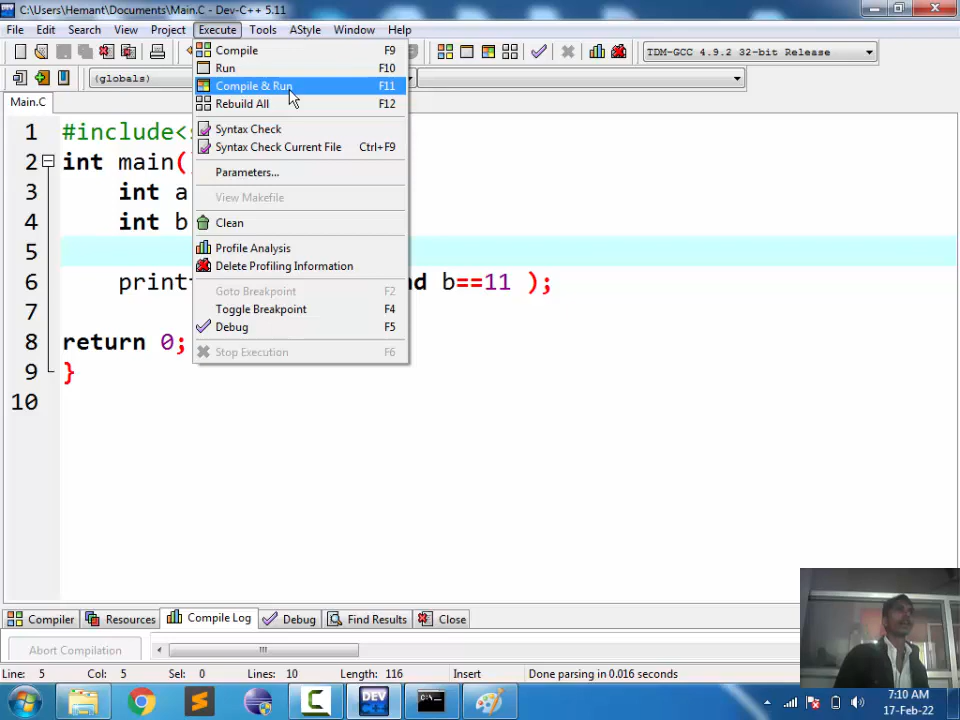 C:\Users\Hemant\Documents\Main.C - Dev-C++ 5.11
File Edit Search View Project Execute Tools AStyle Window Help
TDM-GCC 4.9.2 32-bit Release
(globals)
Main.C
Compile F9
Run F10
Compile & Run F11
Rebuild All F12
Syntax Check
Syntax Check Current File Ctrl+F9
Parameters...
View Makefile
Clean
Profile Analysis
Delete Profiling Information
Goto Breakpoint F2
Toggle Breakpoint F4
Debug F5
Stop Execution F6
1 #include<
2 int main(
3 int a
4 int b
5
6 print b==11 );
7
8 return 0;
9 }
10
Compiler Resources Compile Log Debug Find Results Close
Abort Compilation
Line: 5 Col: 5 Sel: 0 Lines: 10 Length: 116 Insert Done parsing in 0.016 seconds
DEV
7:10 AM
17-Feb-22